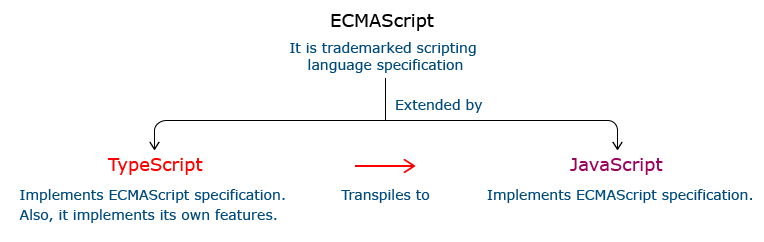 ECMAScript
It is trademarked scripting
language specification
Extended by
TypeScript
JavaScript
Implements ECMAScript specification.
Also, it implements its own features.
Transpiles to
Implements ECMAScript specification.